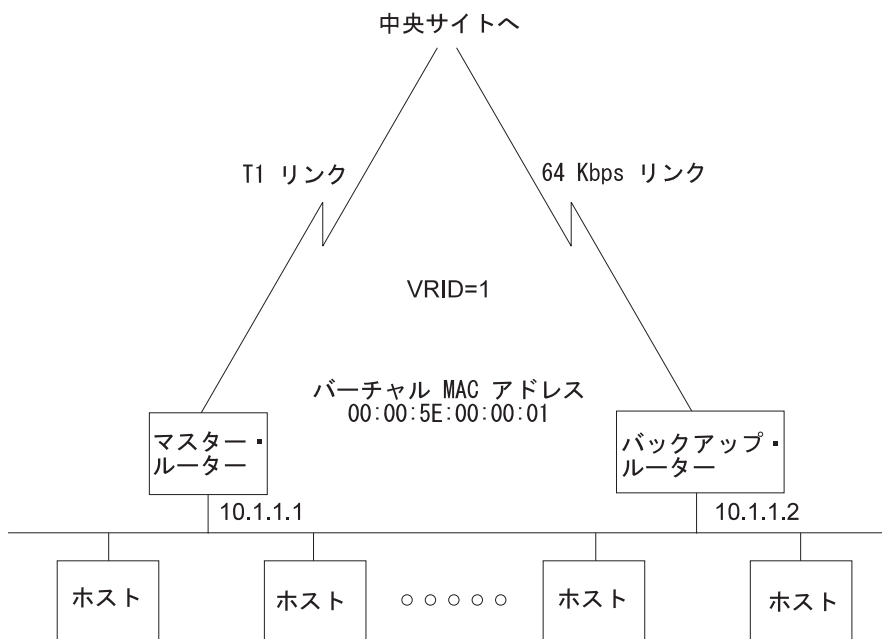 中央サイトへ
T1 リンク
64 Kbps リンク
VRID=1
バーチャル MAC アドレス
00:00:5E:00:00:01
マスター・
ルーター
バックアップ・
ルーター
10.1.1.1
10.1.1.2
ホスト
ホスト
ホスト
ホスト